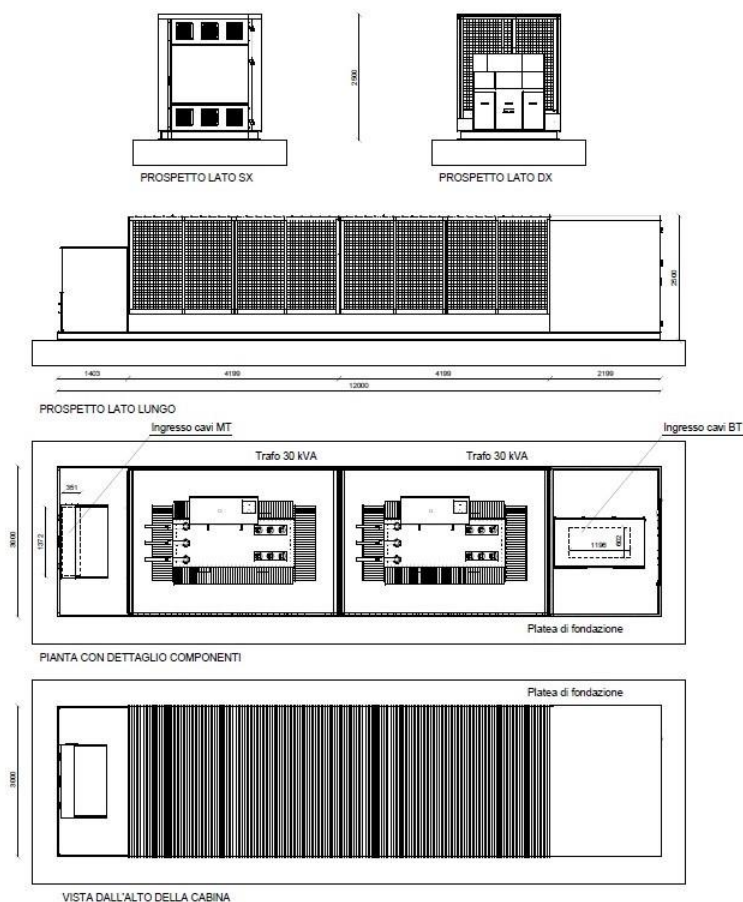 2500
PROSPETTO LATO SX
PROSPETTO LATO DX
2500
1403 4199 4199 2199
12000
PROSPETTO LATO LUNGO
Ingresso cavi MT
Ingresso cavi BT
Trafo 30 kVA
Trafo 30 kVA
351
3000
1372
1196
602
Platea di fondazione
PIANTA CON DETTAGLIO COMPONENTI
Platea di fondazione
3000
VISTA DALL'ALTO DELLA CABINA